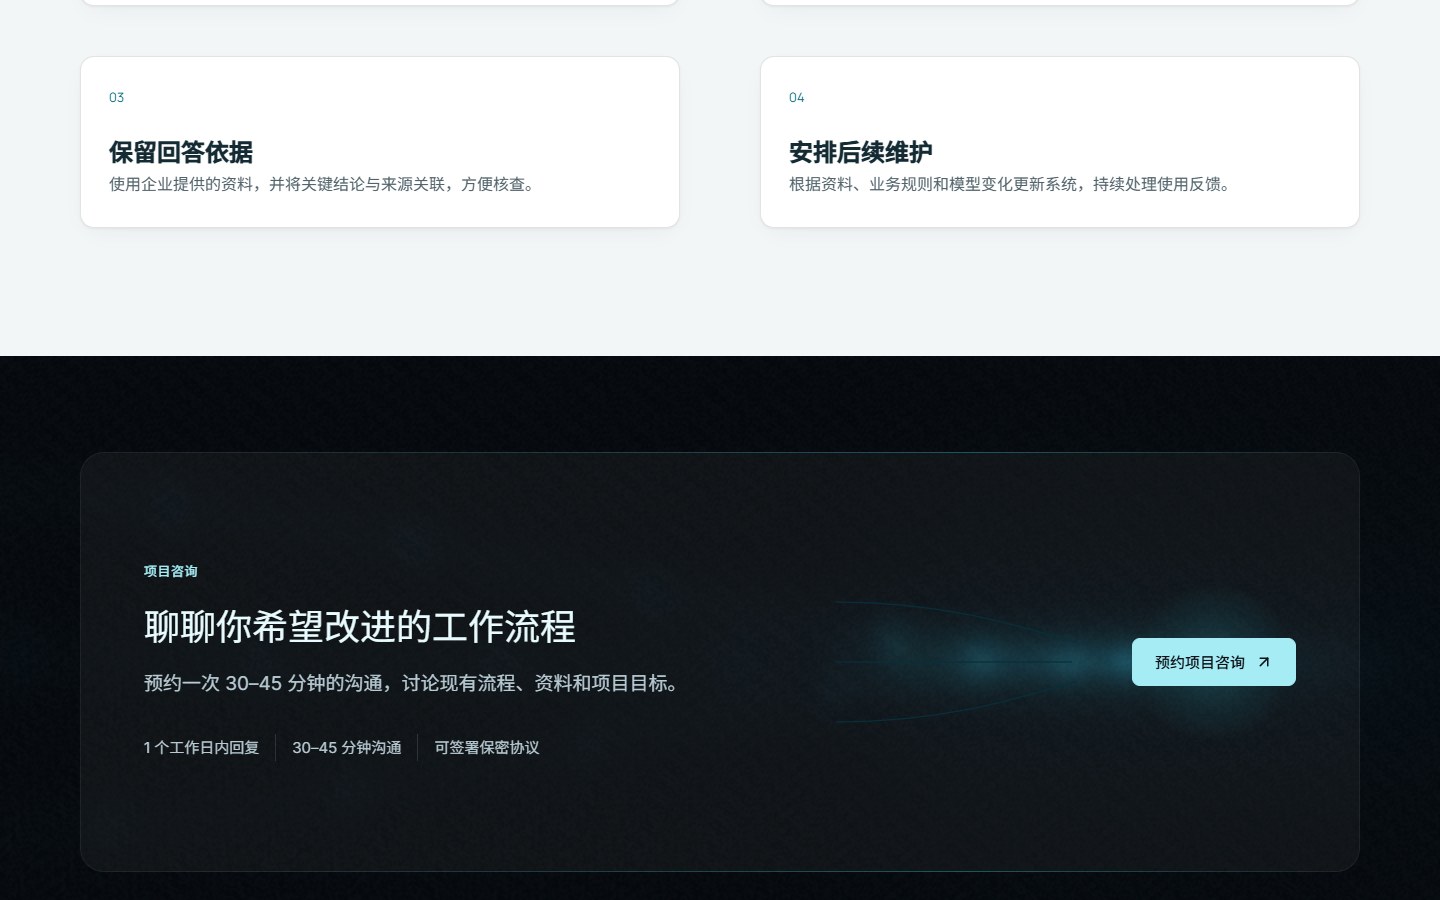 03
保留回答依据
使用企业提供的资料，并将关键结论与来源关联，方便核查。
04
安排后续维护
根据资料、业务规则和模型变化更新系统，持续处理使用反馈。
项目咨询
聊聊你希望改进的工作流程
预约一次 30–45 分钟的沟通，讨论现有流程、资料和项目目标。
1 个工作日内回复
30–45 分钟沟通
可签署保密协议
预约项目咨询